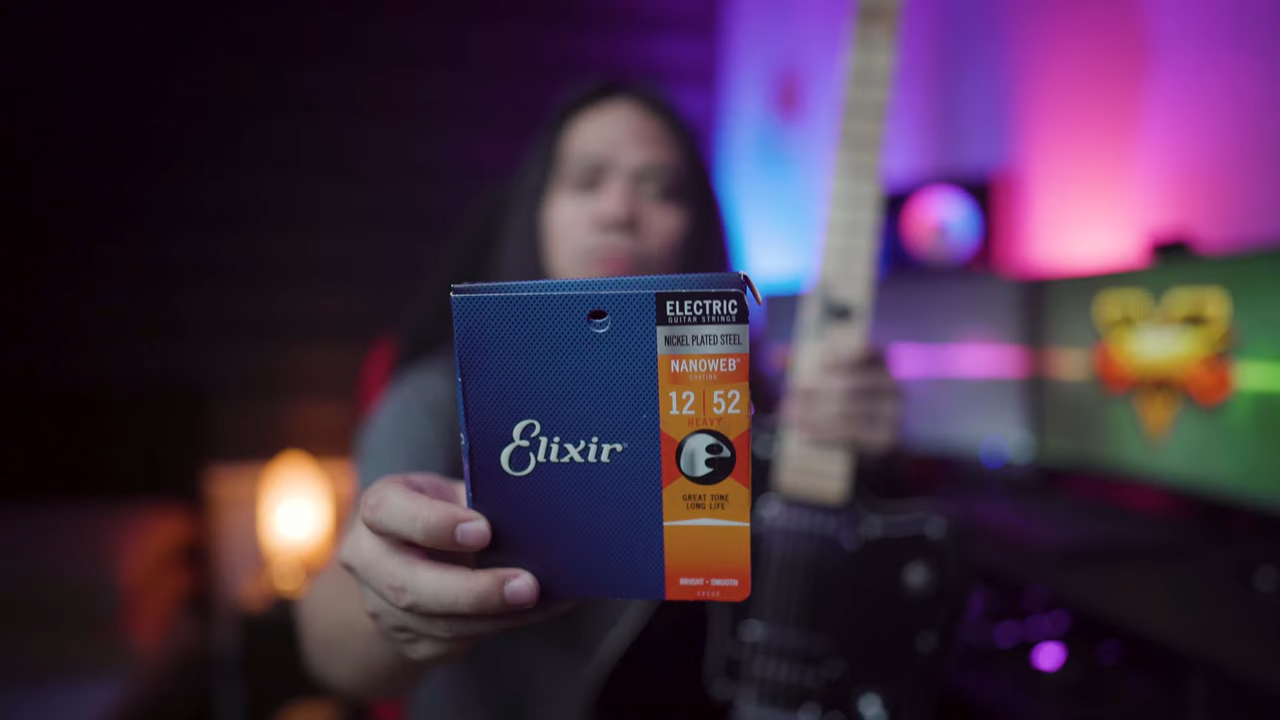 ELECTRIC
GUITAR STRINGS
NICKEL PLATED STEEL
NANOWEB®
COATING
12 | 52
HEAVY
Elixir
GREAT TONE
LONG LIFE
BRIGHT • SMOOTH